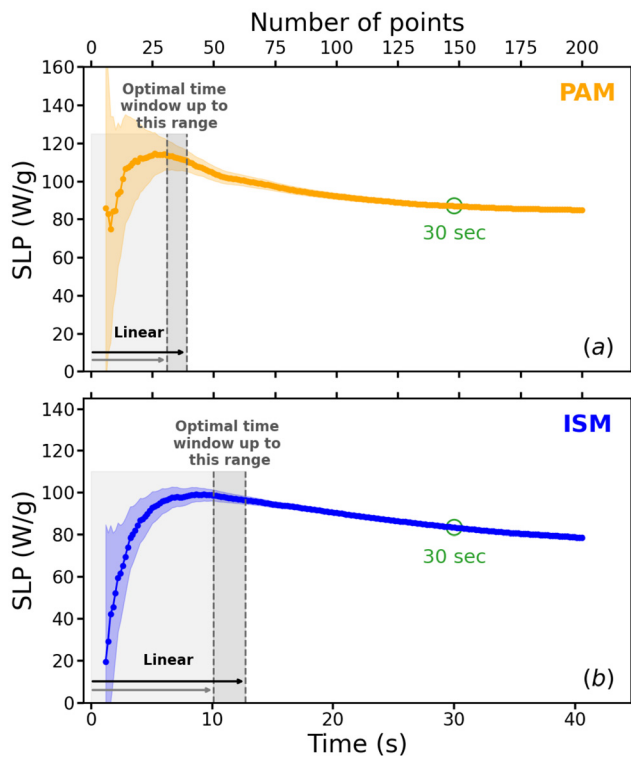 Number of points
0 25 50 75 100 125 150 175 200
160
140
120
100
80
60
40
20
0
SLP (W/g)
Optimal time
window up to
this range
PAM
30 sec
Linear
(a)
140
120
100
80
60
40
20
0
SLP (W/g)
Optimal time
window up to
this range
ISM
30 sec
Linear
(b)
0 10 20 30 40
Time (s)